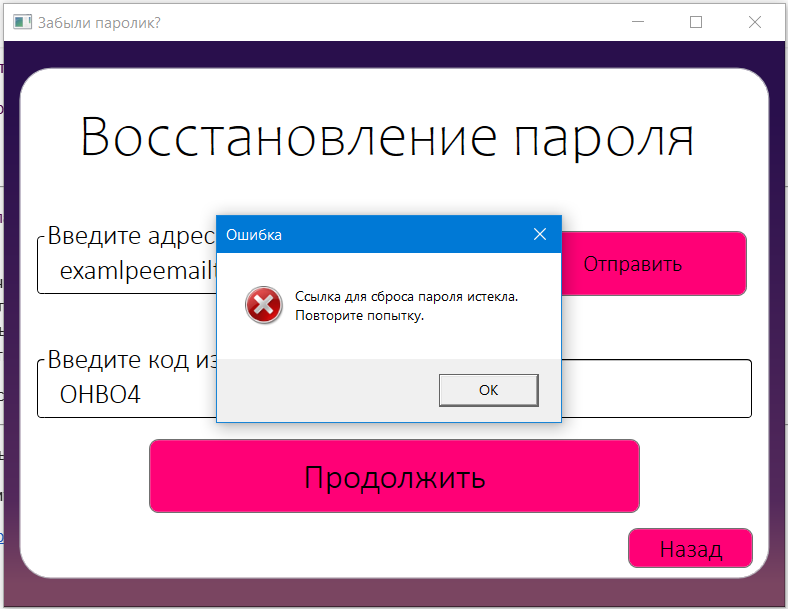 Забыли паролик?
Восстановление пароля
Введите адрес
Ошибка
Отправить
Ссылка для сброса пароля истекла.
Повторите попытку.
Введите код из
OHBO4
OK
Продолжить
Назад